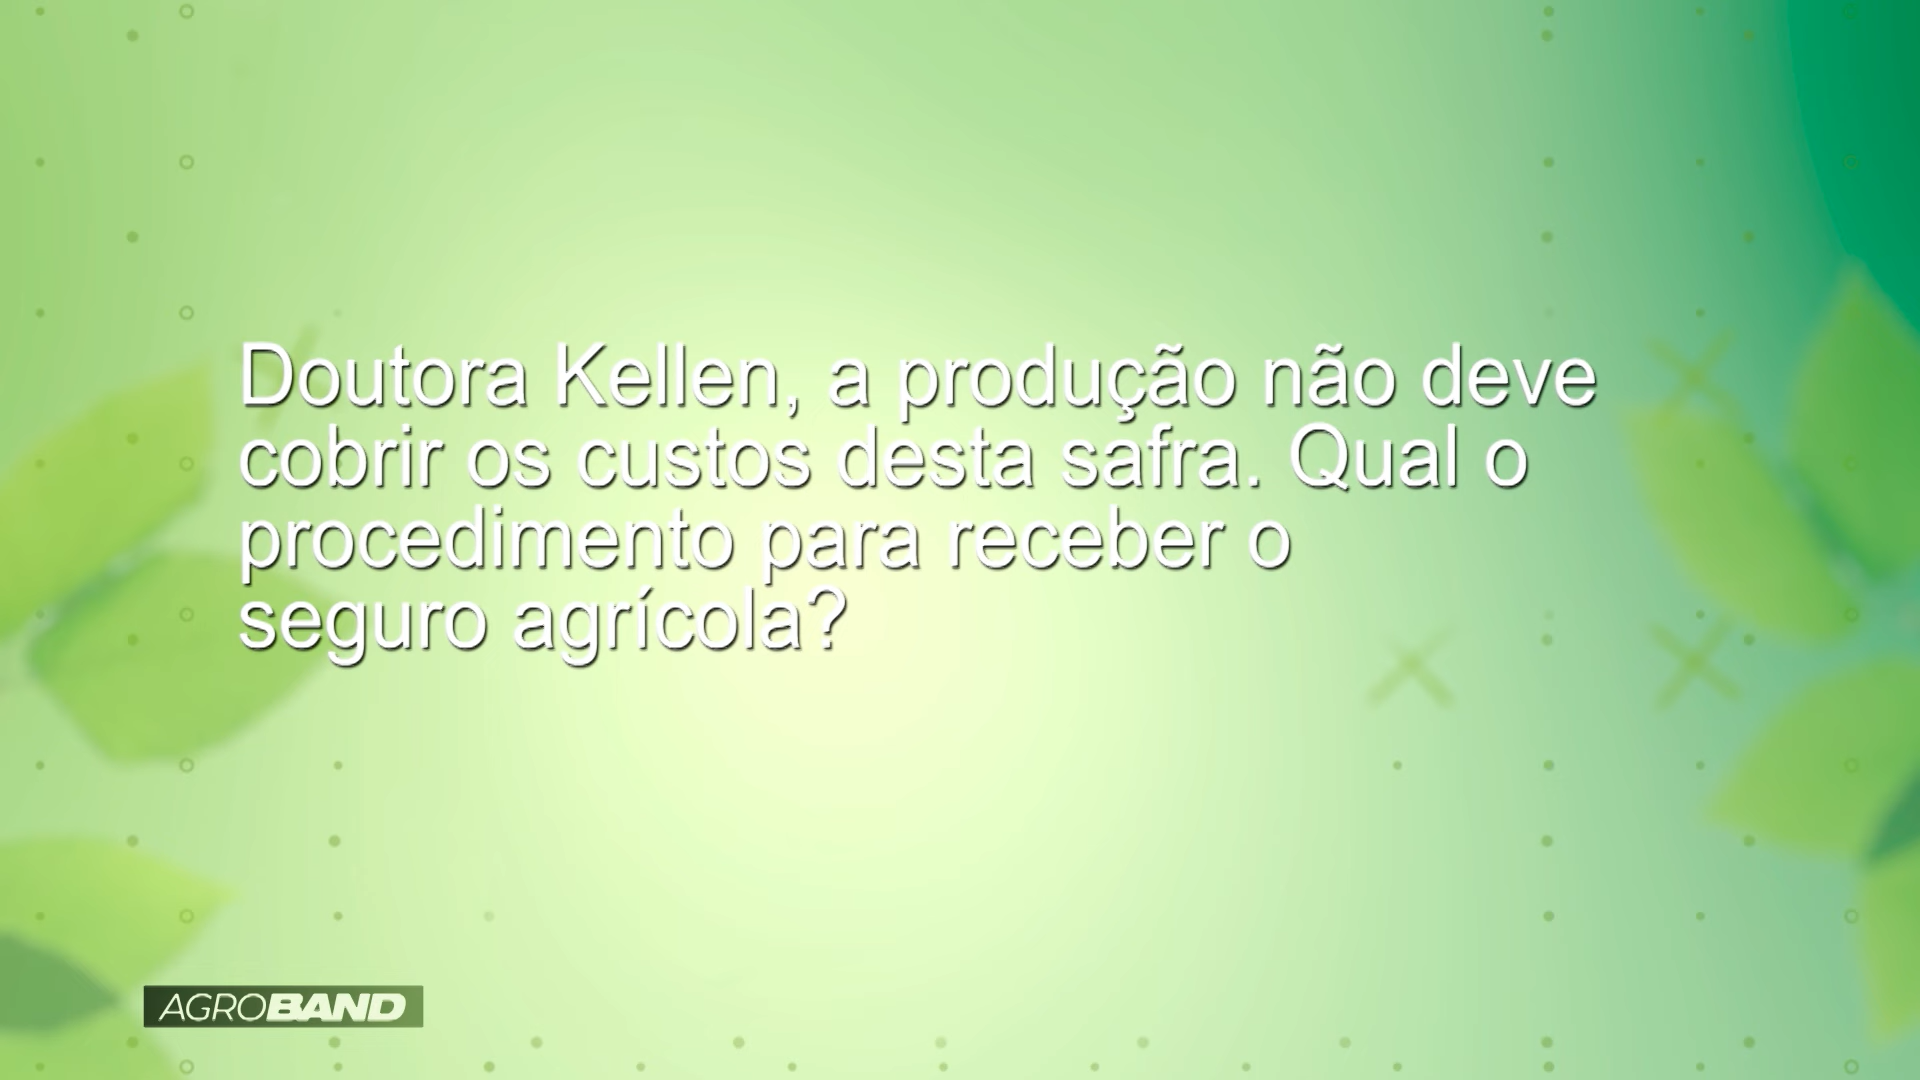 Doutora Kellen, a produção não deve
cobrir os custos desta safra. Qual o
procedimento para receber o
seguro agrícola?
AGROBAND